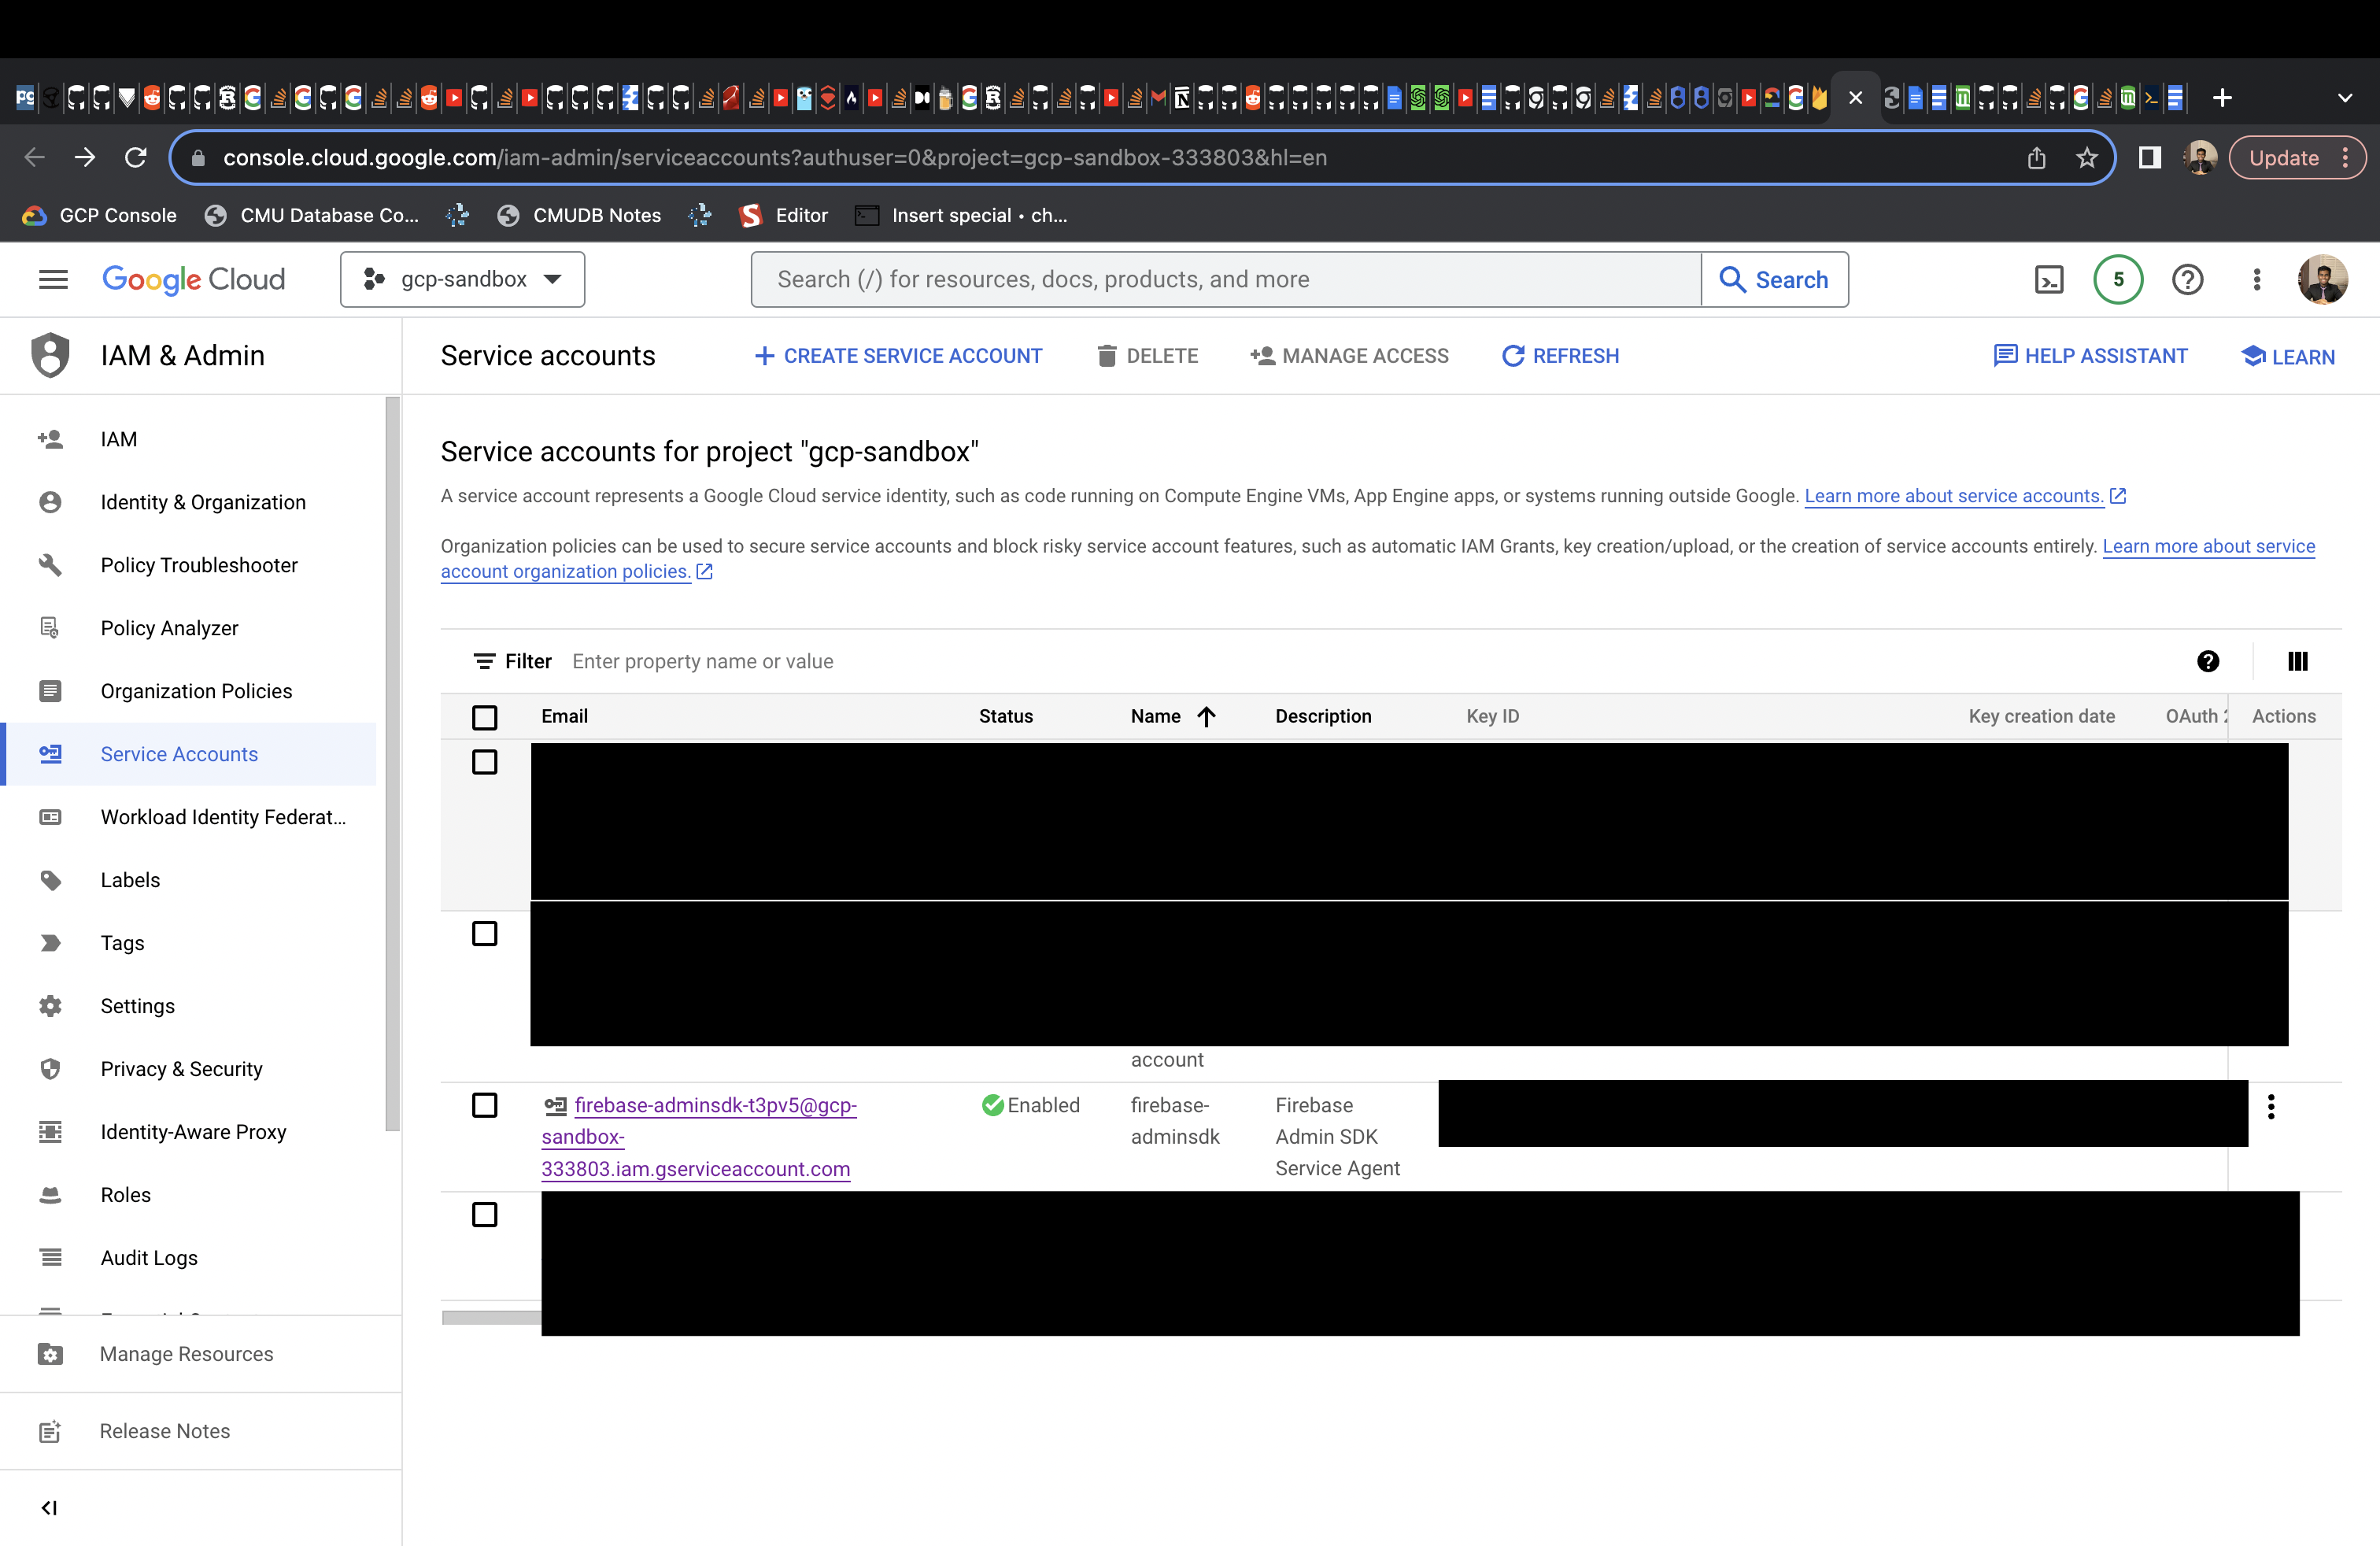 console.cloud.google.com/iam-admin/serviceaccounts?authuser=0&project=gcp-sandbox-333803&hl=en
Update
GCP Console
CMU Database Co...
CMUDB Notes
Editor
Insert special • ch...
Google Cloud
gcp-sandbox
Search (/) for resources, docs, products, and more
Search
5
IAM & Admin
Service accounts
CREATE SERVICE ACCOUNT
DELETE
MANAGE ACCESS
REFRESH
HELP ASSISTANT
LEARN
IAM
Identity & Organization
Policy Troubleshooter
Policy Analyzer
Organization Policies
Service Accounts
Workload Identity Federat...
Labels
Tags
Settings
Privacy & Security
Identity-Aware Proxy
Roles
Audit Logs
Manage Resources
Release Notes
Service accounts for project "gcp-sandbox"
A service account represents a Google Cloud service identity, such as code running on Compute Engine VMs, App Engine apps, or systems running outside Google. Learn more about service accounts.
Organization policies can be used to secure service accounts and block risky service account features, such as automatic IAM Grants, key creation/upload, or the creation of service accounts entirely. Learn more about service
account organization policies.
Filter Enter property name or value
Email Status Name Description Key ID Key creation date OAuth Actions
account
firebase-adminsdk-t3pv5@gcp- Enabled firebase- Firebase
sandbox- adminsdk Admin SDK
333803.iam.gserviceaccount.com Service Agent